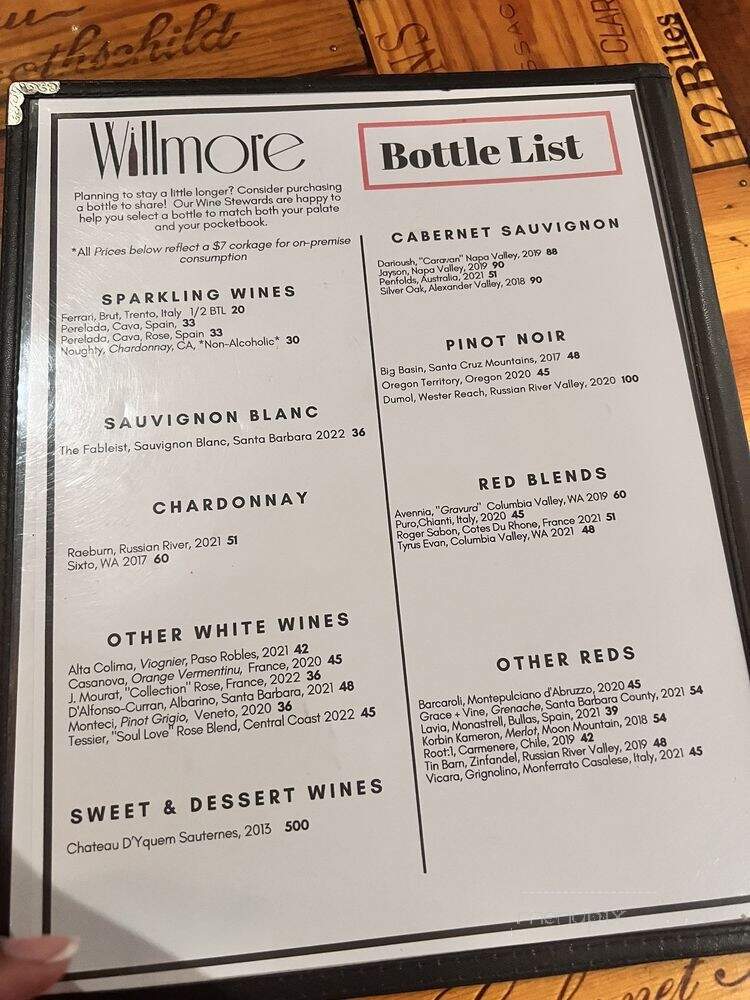 othschild
SSAC
CLAR
12 Blles
Willmore
Planning to stay a little longer? Consider purchasing
a bottle to share! Our Wine Stewards are happy to
help you select a bottle to match both your palate
and your pocketbook.
*All Prices below reflect a $7 corkage for on-premise
consumption
SPARKLING WINES
Ferrari, Brut, Trento, Italy 1/2 BTL 20
Perelada, Cava, Spain, 33
Perelada, Cava, Rose, Spain 33
Noughty, Chardonnay, CA, *Non-Alcoholic* 30
SAUVIGNON BLANC
The Fableist, Sauvignon Blanc, Santa Barbara 2022 36
CHARDONNAY
Raeburn, Russian River, 2021 51
Sixto, WA 2017 60
OTHER WHITE WINES
Alta Colima, Viognier, Paso Robles, 2021 42
Casanova, Orange Vermentinu, France, 2020 45
J. Mourat, "Collection" Rose, France, 2022 36
D'Alfonso-Curran, Albarino, Santa Barbara, 2021 48
Monteci, Pinot Grigio, Veneto, 2020 36
Tessier, "Soul Love" Rose Blend, Central Coast 2022 45
SWEET & DESSERT WINES
Chateau D'Yquem Sauternes, 2013 500
Bottle List
CABERNET SAUVIGNON
Darioush, "Caravan" Napa Valley, 2019 88
Jayson, Napa Valley, 2019 90
Penfolds, Australia, 2021 51
Silver Oak, Alexander Valley, 2018 90
PINOT NOIR
Big Basin, Santa Cruz Mountains, 2017 48
Oregon Territory, Oregon 2020 45
Dumol, Wester Reach, Russian River Valley, 2020 100
RED BLENDS
Avennia, "Gravura" Columbia Valley, WA 2019 60
Puro,Chianti, Italy, 2020 45
Roger Sabon, Cotes Du Rhone, France 2021 51
Tyrus Evan, Columbia Valley, WA 2021 48
OTHER REDS
Barcaroli, Montepulciano d'Abruzzo, 2020 45
Grace + Vine, Grenache, Santa Barbara County, 2021 54
Lavia, Monastrell, Bullas, Spain, 2021 39
Korbin Kameron, Merlot, Moon Mountain, 2018 54
Root:1, Carmenere, Chile, 2019 42
Tin Barn, Zinfandel, Russian River Valley, 2019 48
Vicara, Grignolino, Monferrato Casalese, Italy, 2021 45